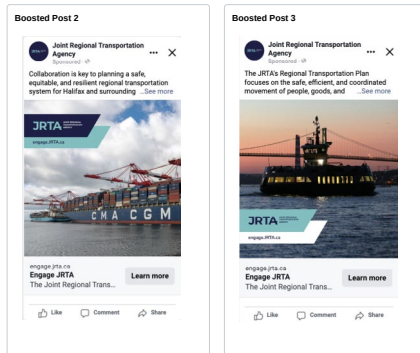 Boosted Post 2
Joint Regional Transportation
Agency
Sponsored ·
Collaboration is key to planning a safe,
equitable, and resilient regional transportation
system for Halifax and surrounding ...See more
JRTA
engage.JRTA.ca
CMA CGM
engage.jrta.ca
Engage JRTA
The Joint Regional Trans...
Learn more
Like
Comment
Share
Boosted Post 3
Joint Regional Transportation
Agency
Sponsored ·
The JRTA's Regional Transportation Plan
focuses on the safe, efficient, and coordinated
movement of people, goods, and ...See more
JRTA
engage.JRTA.ca
engage.jrta.ca
Engage JRTA
The Joint Regional Trans...
Learn more
Like
Comment
Share